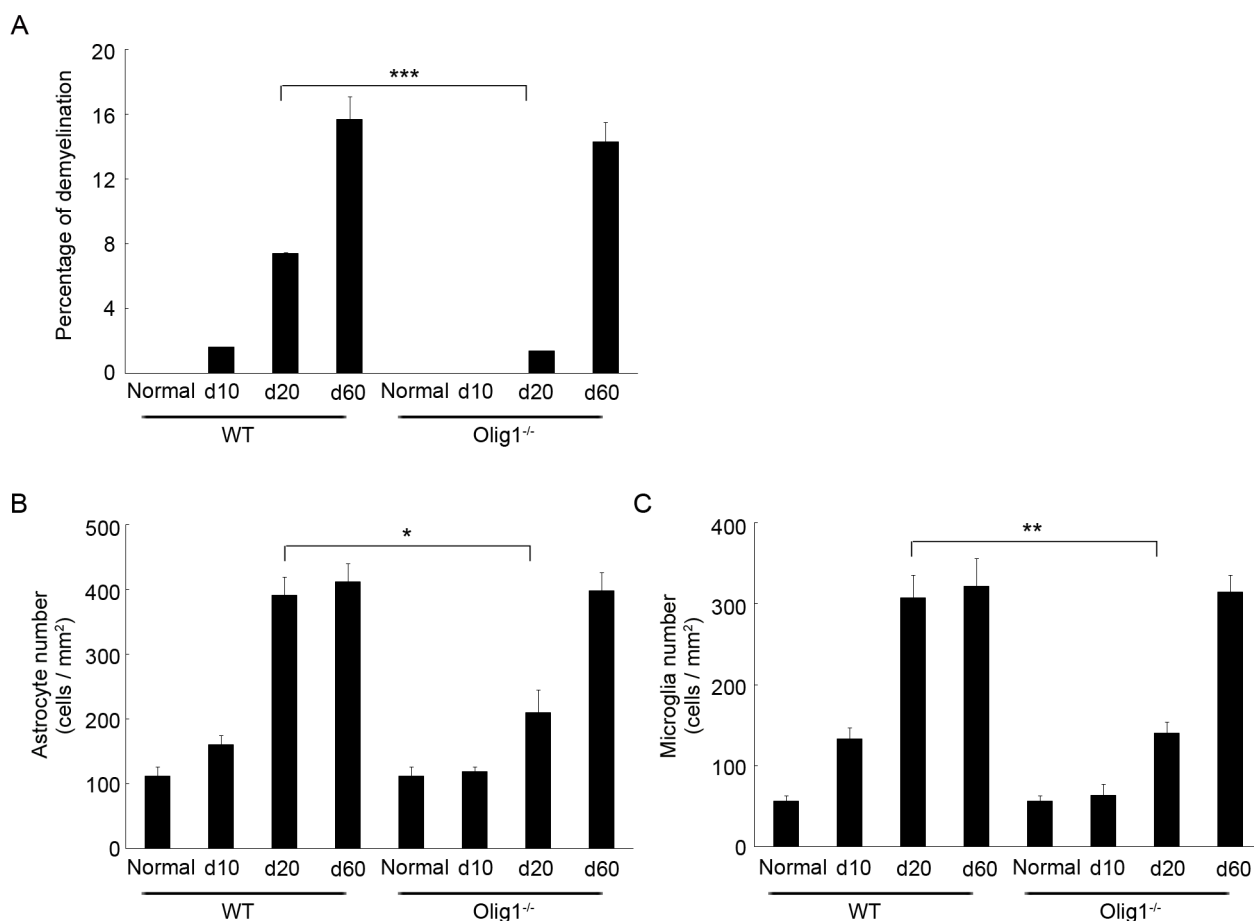 A
Percentage of demyelination
20
16
12
8
4
0
***
Normal d10 d20 d60 Normal d10 d20 d60
WT Olig1-/-
B
Astrocyte number
(cells / mm²)
500
400
300
200
100
0
*
Normal d10 d20 d60 Normal d10 d20 d60
WT Olig1-/-
C
Microglia number
(cells / mm²)
400
300
200
100
0
**
Normal d10 d20 d60 Normal d10 d20 d60
WT Olig1-/-